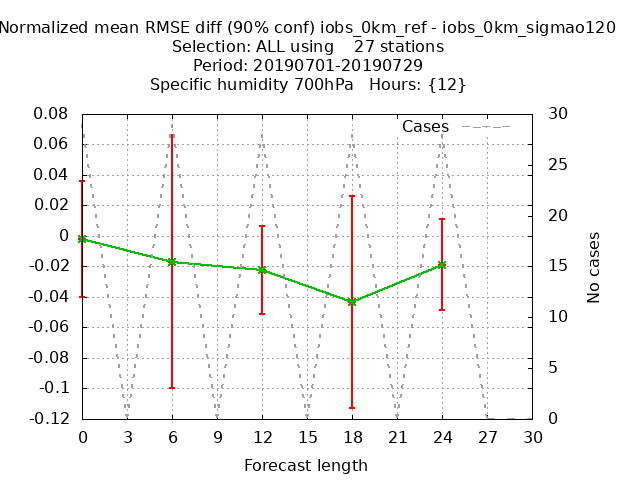 Normalized mean RMSE diff (90% conf) iobs_0km_ref - iobs_0km_sigmao120
Selection: ALL using 27 stations
Period: 20190701-20190729
Specific humidity 700hPa Hours: {12}
Cases
0.08
0.06
0.04
0.02
0
-0.02
-0.04
-0.06
-0.08
-0.1
-0.12
30
25
20
15
10
5
0
No cases
0 3 6 9 12 15 18 21 24 27 30
Forecast length